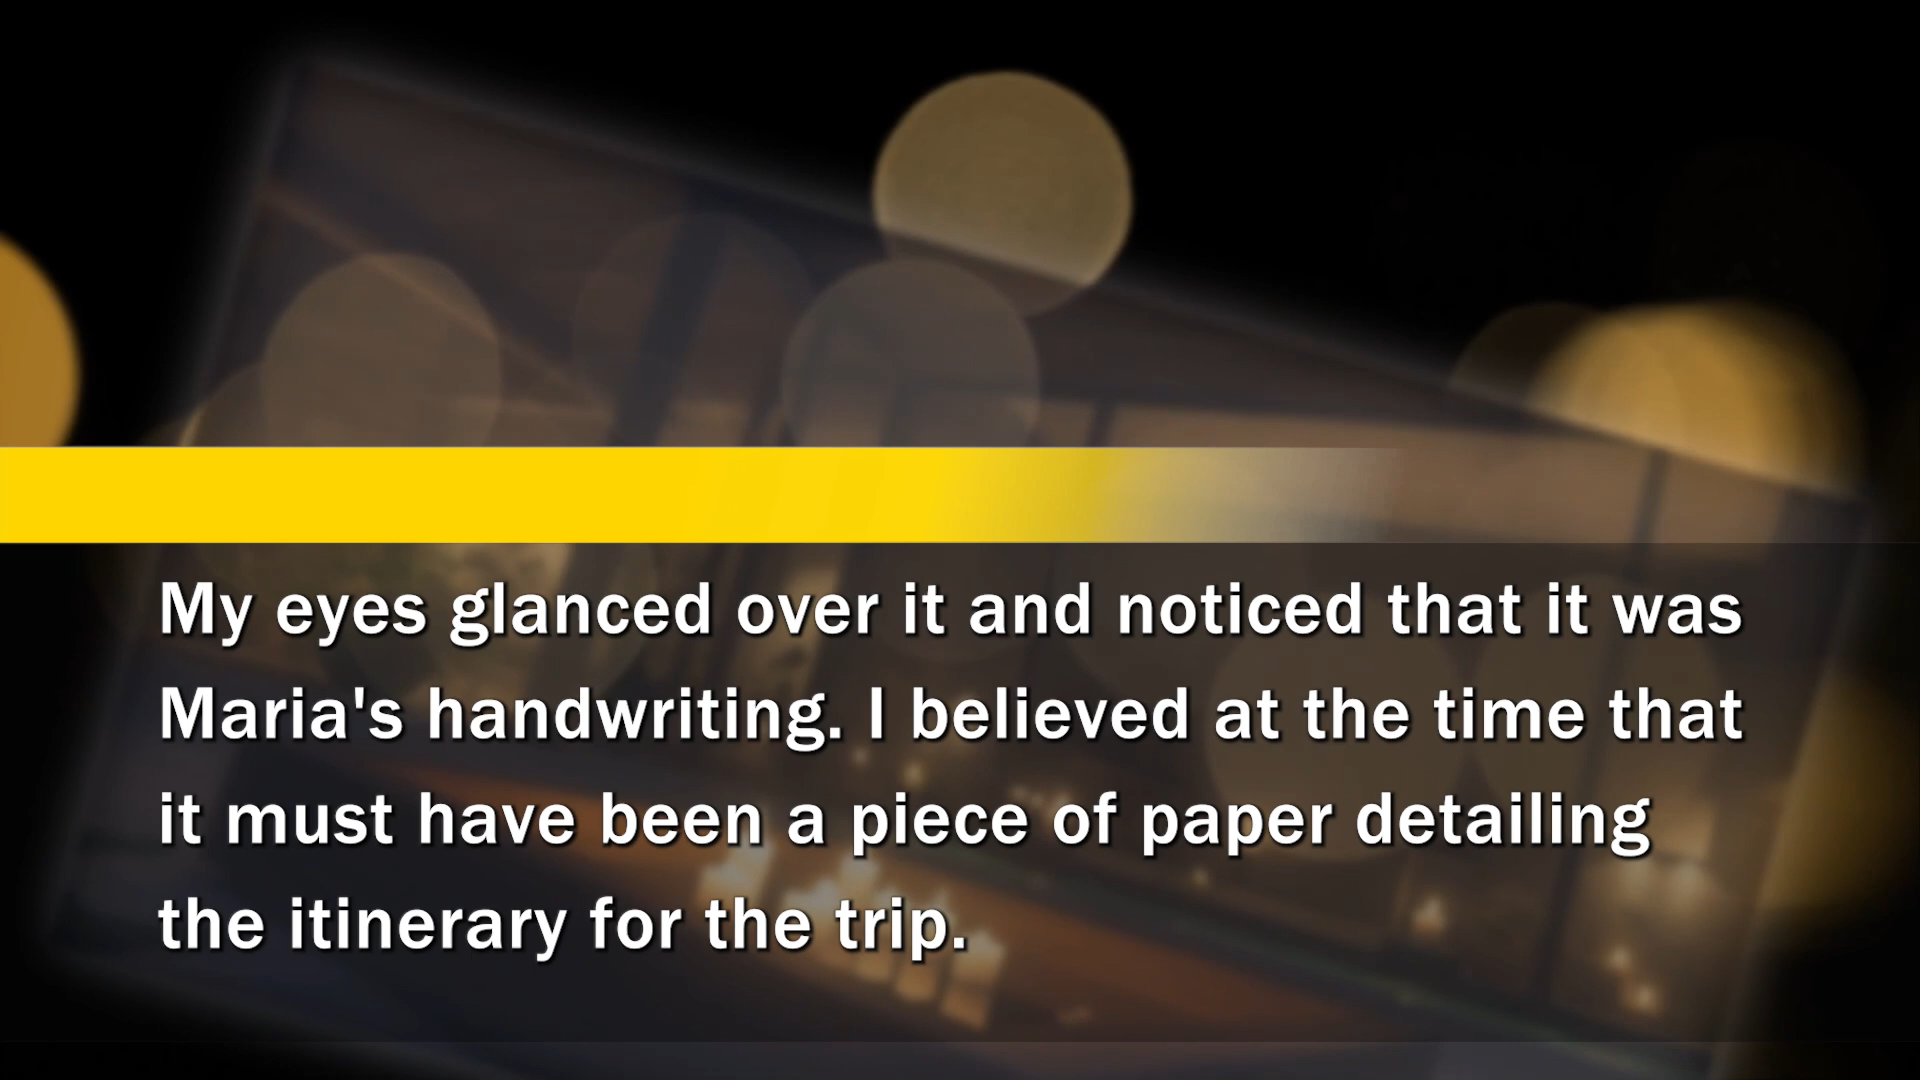 My eyes glanced over it and noticed that it was
Maria's handwriting. I believed at the time that
it must have been a piece of paper detailing
the itinerary for the trip.